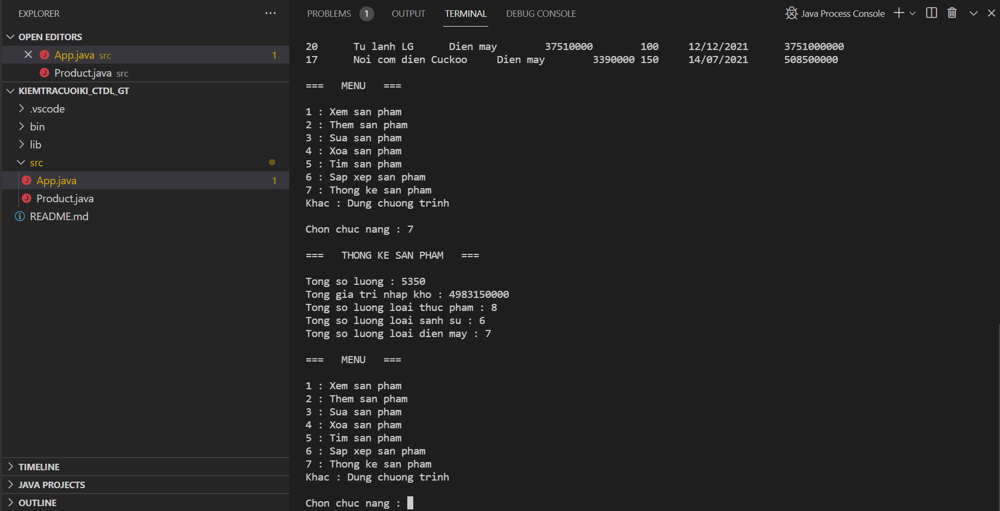 EXPLORER
OPEN EDITORS
App.java src 1
Product.java src
KIEMTRACUOIKI_CTDL_GT
.vscode
bin
lib
src
App.java 1
Product.java
README.md
TIMELINE
JAVA PROJECTS
OUTLINE
PROBLEMS 1 OUTPUT TERMINAL DEBUG CONSOLE Java Process Console
20 Tu lanh LG Dien may 37510000 100 12/12/2021 3751000000
17 Noi com dien Cuckoo Dien may 3390000 150 14/07/2021 508500000
=== MENU ===
1 : Xem san pham
2 : Them san pham
3 : Sua san pham
4 : Xoa san pham
5 : Tim san pham
6 : Sap xep san pham
7 : Thong ke san pham
Khac : Dung chuong trinh
Chon chuc nang : 7
=== THONG KE SAN PHAM ===
Tong so luong : 5350
Tong gia tri nhap kho : 4983150000
Tong so luong loai thuc pham : 8
Tong so luong loai sanh su : 6
Tong so luong loai dien may : 7
=== MENU ===
1 : Xem san pham
2 : Them san pham
3 : Sua san pham
4 : Xoa san pham
5 : Tim san pham
6 : Sap xep san pham
7 : Thong ke san pham
Khac : Dung chuong trinh
Chon chuc nang :